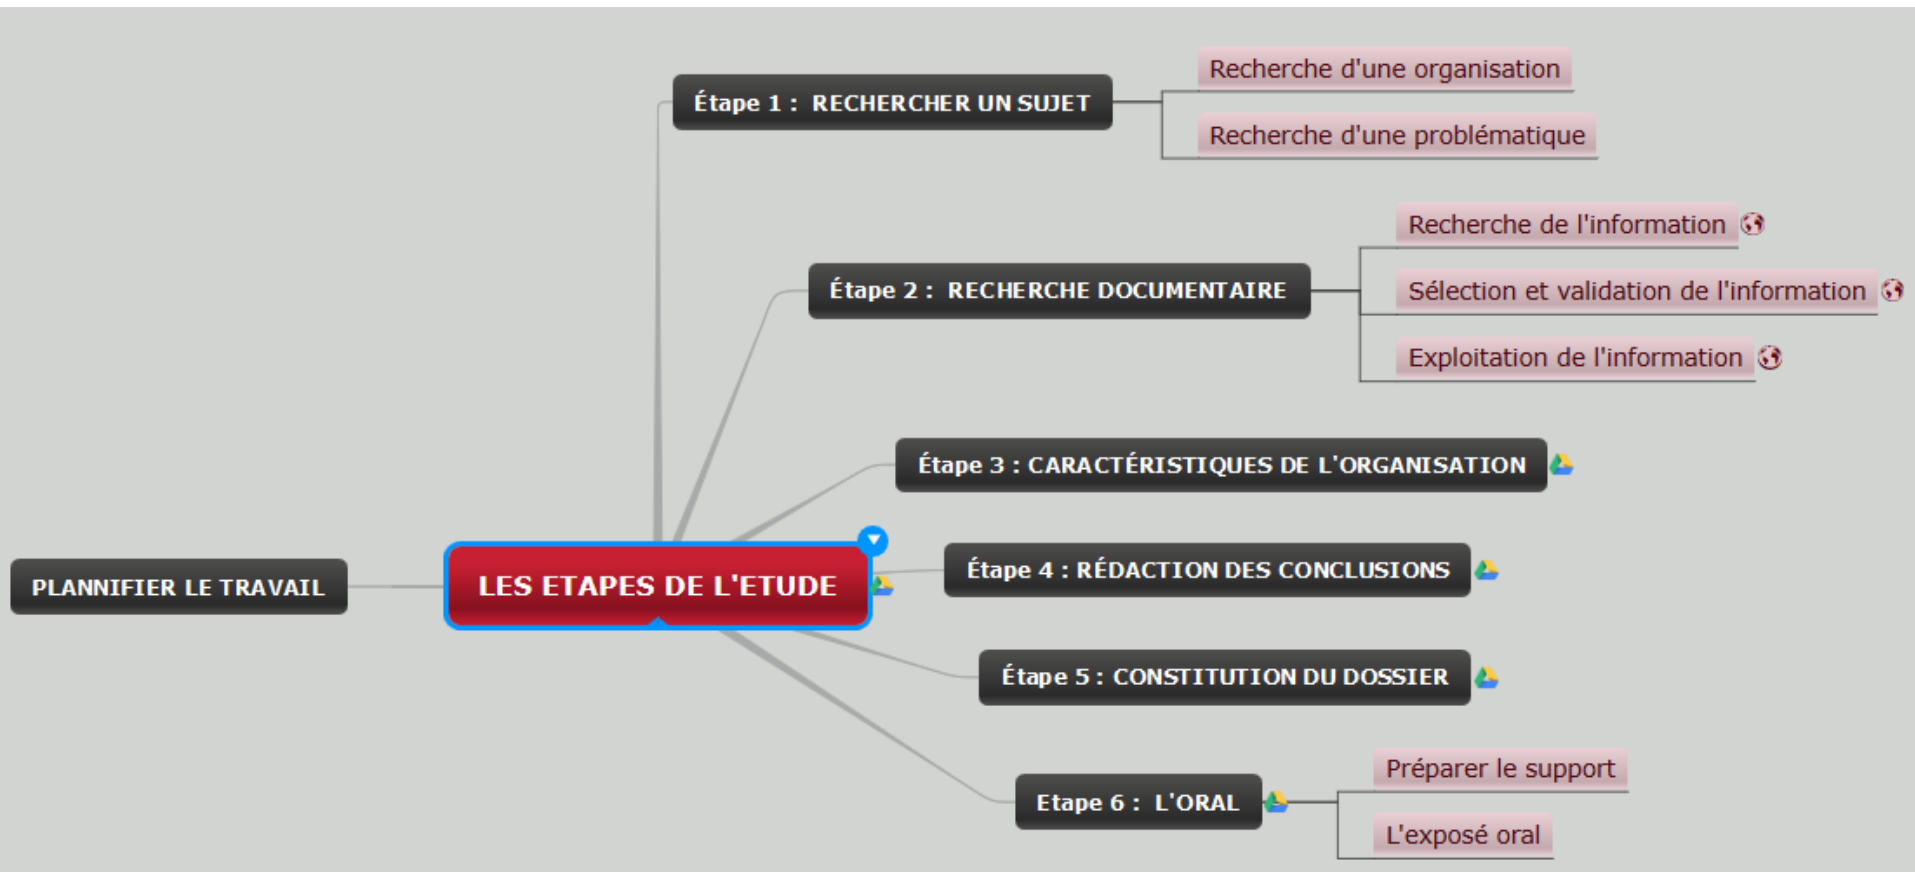 Étape 1 : RECHERCHER UN SUJET
Recherche d'une organisation
Recherche d'une problématique
Étape 2 : RECHERCHE DOCUMENTAIRE
Recherche de l'information
Sélection et validation de l'information
Exploitation de l'information
Étape 3 : CARACTÉRISTIQUES DE L'ORGANISATION
PLANNIFIER LE TRAVAIL
LES ETAPES DE L'ETUDE
Étape 4 : RÉDACTION DES CONCLUSIONS
Étape 5 : CONSTITUTION DU DOSSIER
Etape 6 : L'ORAL
Préparer le support
L'exposé oral